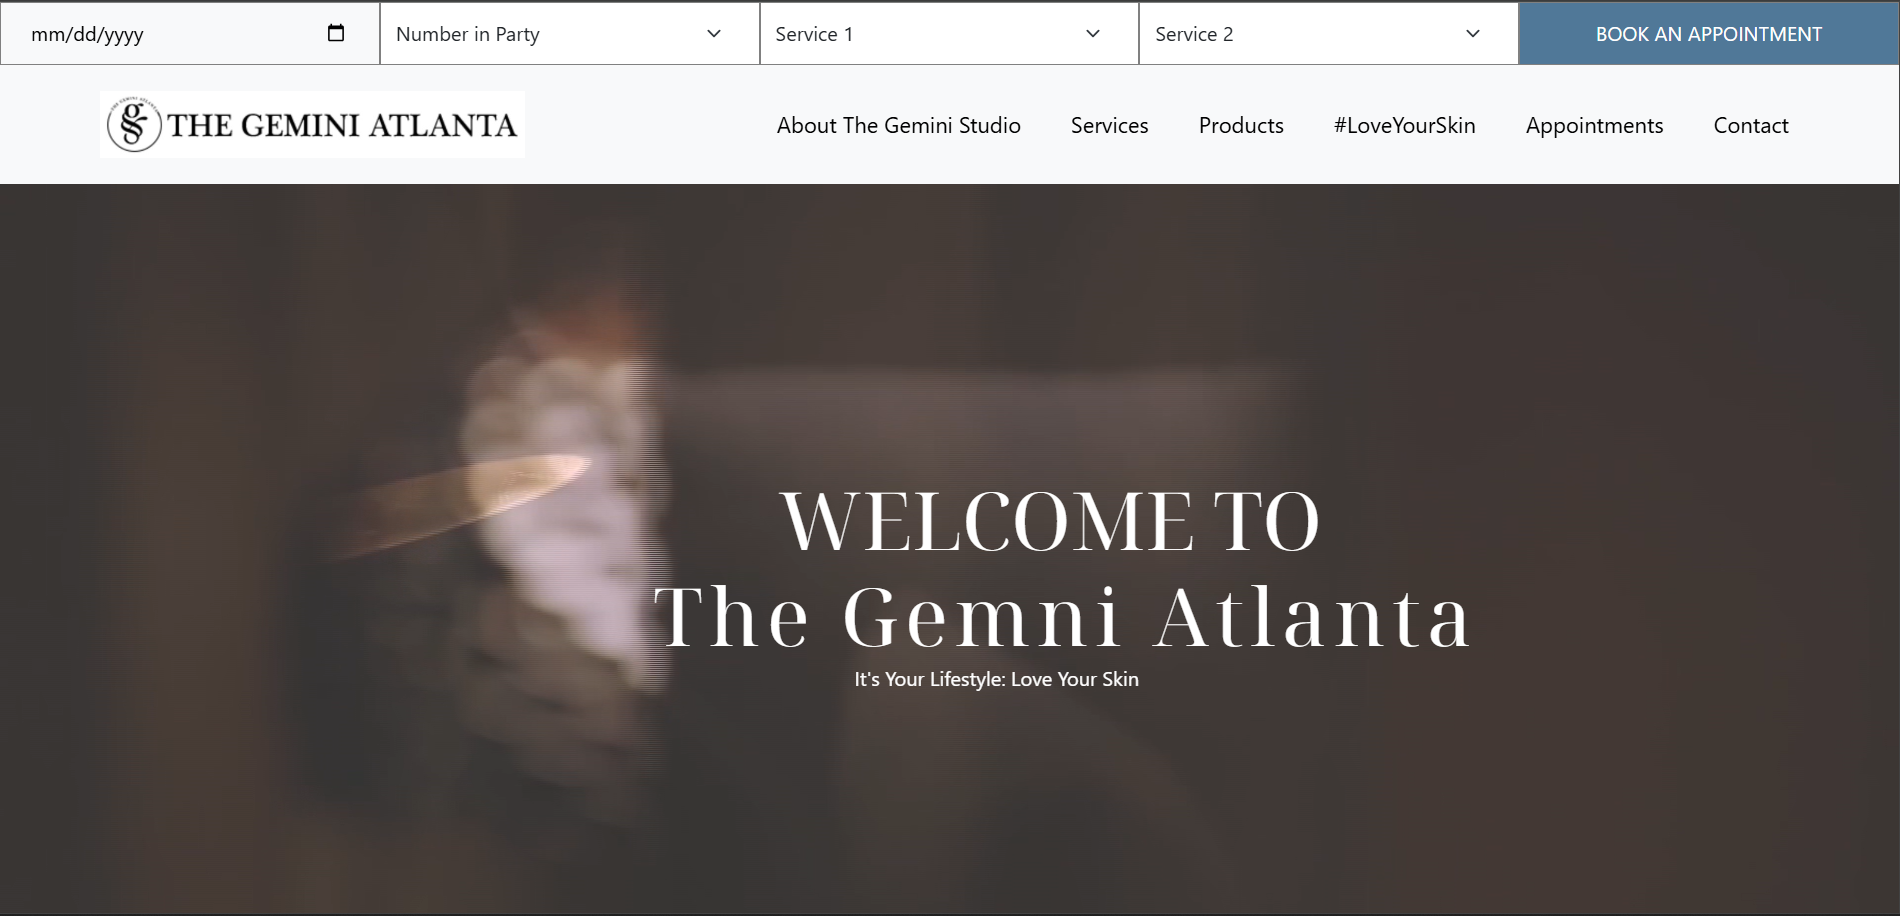 mm/dd/yyyy
Number in Party
Service 1
Service 2
BOOK AN APPOINTMENT
THE GEMINI ATLANTA
About The Gemini Studio
Services
Products
#LoveYourSkin
Appointments
Contact
WELCOME TO
The Gemni Atlanta
It's Your Lifestyle: Love Your Skin